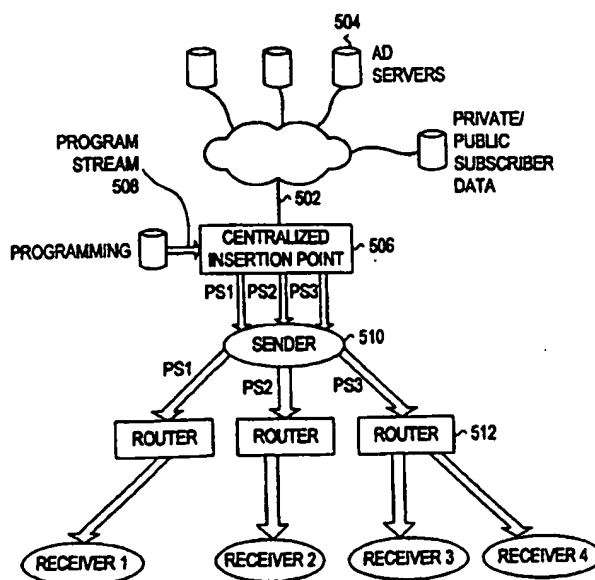 504
AD
SERVERS
PRIVATE/
PUBLIC
SUBSCRIBER
DATA
PROGRAM
STREAM
508
502
PROGRAMMING
CENTRALIZED
INSERTION POINT
506
PS1 PS2 PS3
SENDER
510
PS1
PS2
PS3
ROUTER
ROUTER
ROUTER
512
RECEIVER 1
RECEIVER 2
RECEIVER 3
RECEIVER 4